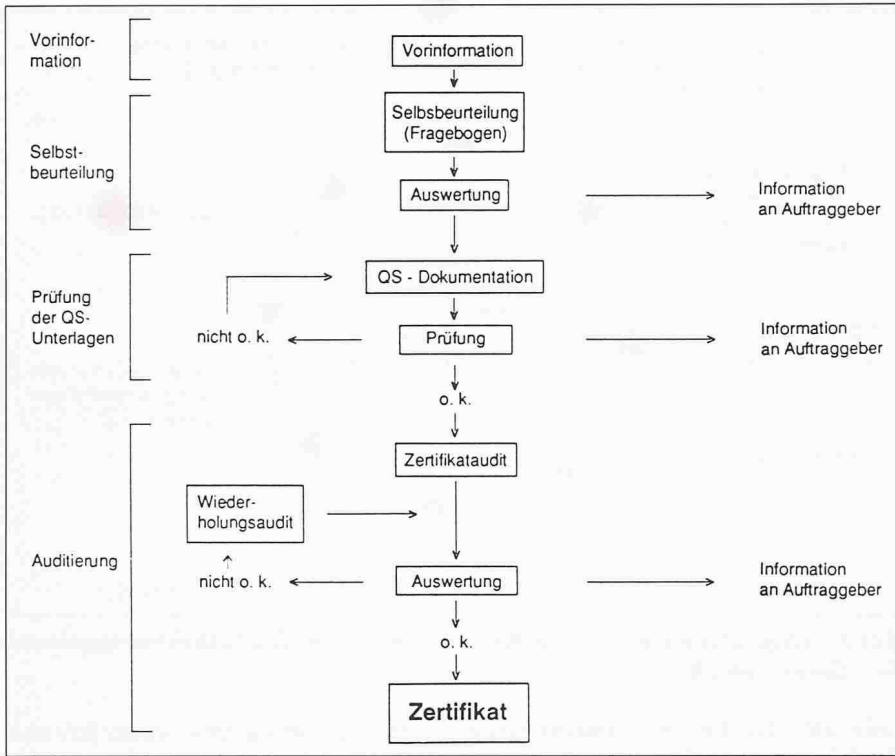 Vorinfor-
mation
Vorinformation
Selbsbeurteilung
(Fragebogen)
Selbst-
beurteilung
Auswertung
Information
an Auftraggeber
QS - Dokumentation
Prüfung
der QS-
Unterlagen
nicht o. k.
Prüfung
Information
an Auftraggeber
o. k.
Zertifikataudit
Wieder-
holungsaudit
Auditierung
nicht o. k.
Auswertung
Information
an Auftraggeber
o. k.
Zertifikat